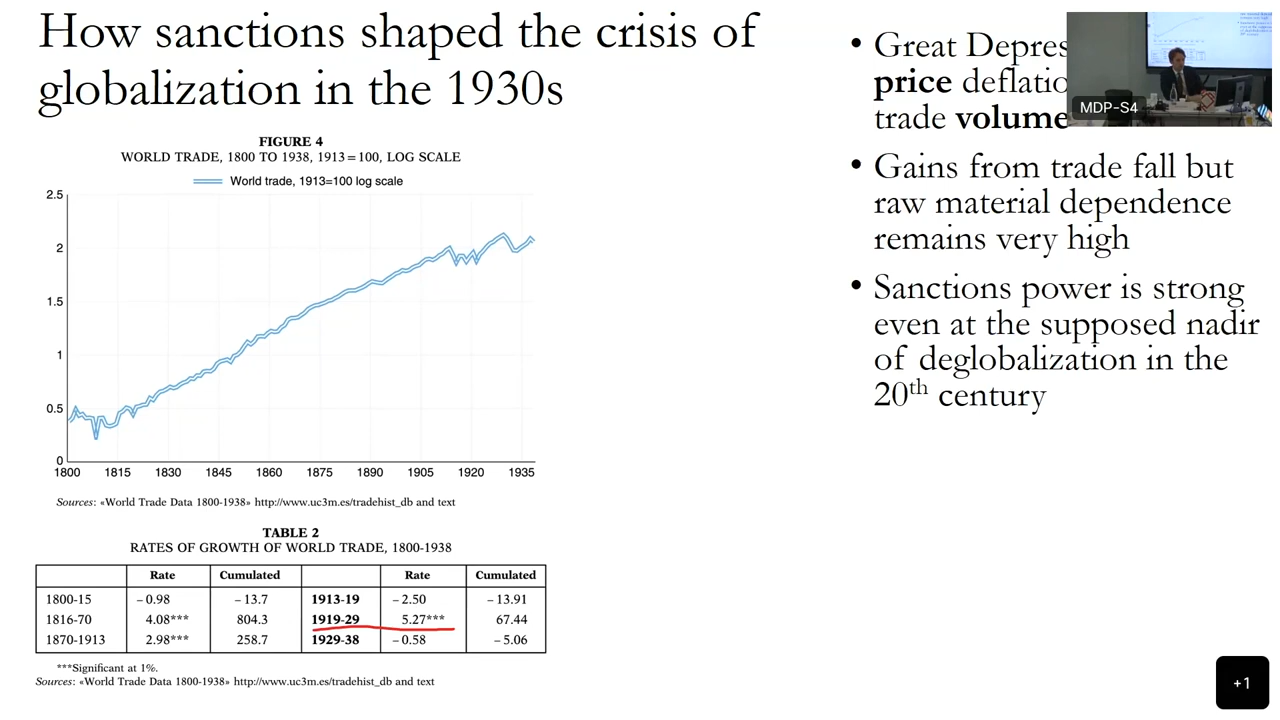 How sanctions shaped the crisis of
globalization in the 1930s
FIGURE 4
WORLD TRADE, 1800 TO 1938, 1913=100, LOG SCALE
World trade, 1913=100 log scale
2.5
2
1.5
1
0.5
0
1800 1815 1830 1845 1860 1875 1890 1905 1920 1935
Sources: «World Trade Data 1800-1938» http://www.uc3m.es/tradehist_db and text
TABLE 2
RATES OF GROWTH OF WORLD TRADE, 1800-1938
Rate Cumulated Rate Cumulated
1800-15 –0.98 –13.7 1913-19 –2.50 –13.91
1816-70 4.08*** 804.3 1919-29 5.27*** 67.44
1870-1913 2.98*** 258.7 1929-38 –0.58 –5.06
***Significant at 1%.
Sources: «World Trade Data 1800-1938» http://www.uc3m.es/tradehist_db and text
• Great
price
trade volume
• Gains from trade fall but
raw material dependence
remains very high
• Sanctions power is strong
even at the supposed nadir
of deglobalization in the
20th century
MDP-S4
+1